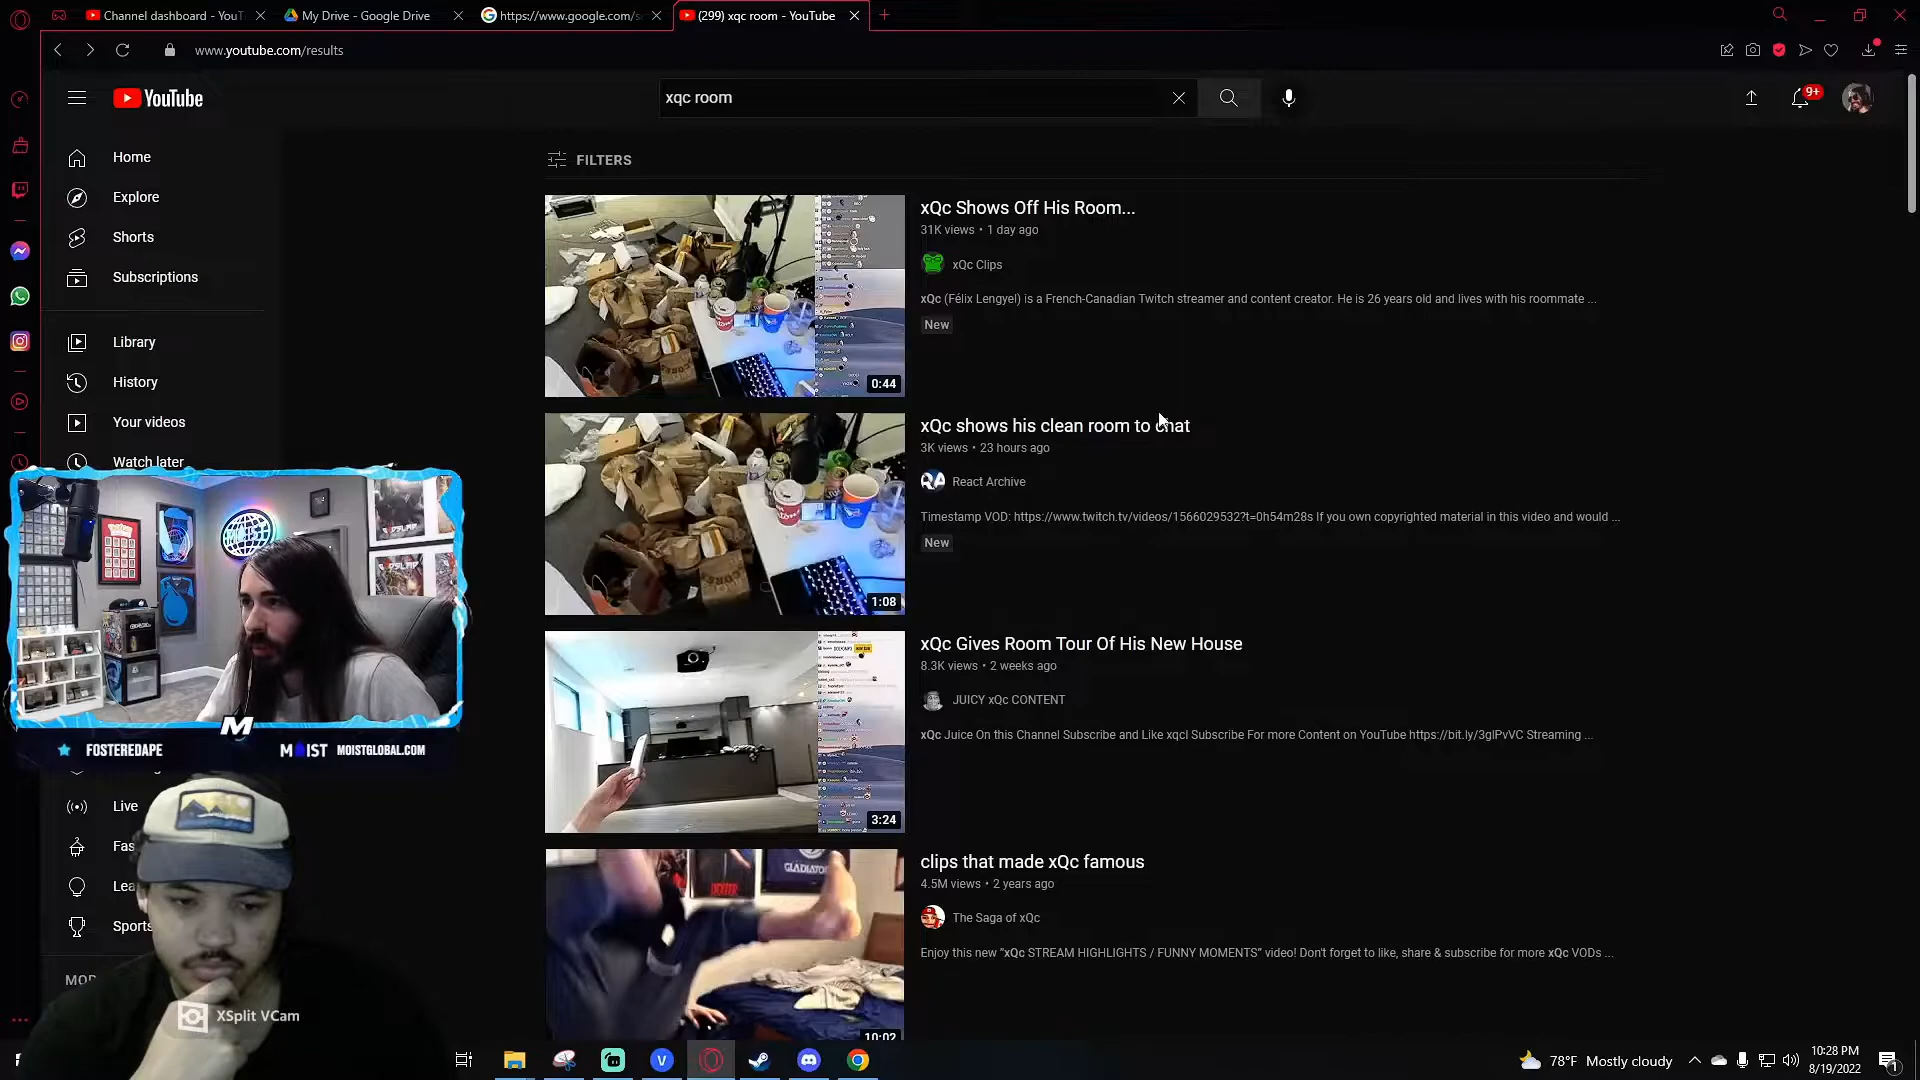 Channel dashboard - YouT
My Drive - Google Drive
https://www.google.com/s
(299) xqc room - YouTube
www.youtube.com/results
YouTube
xqc room
9+
Home
Explore
Shorts
Subscriptions
Library
History
Your videos
Watch later
FILTERS
xQc Shows Off His Room...
31K views • 1 day ago
xQc Clips
xQc (Félix Lengyel) is a French-Canadian Twitch streamer and content creator. He is 26 years old and lives with his roommate ...
New
0:44
xQc shows his clean room to chat
3K views • 23 hours ago
React Archive
Timestamp VOD: https://www.twitch.tv/videos/1566029532?t=0h54m28s If you own copyrighted material in this video and would ...
New
1:08
xQc Gives Room Tour Of His New House
8.3K views • 2 weeks ago
JUICY xQc CONTENT
xQc Juice On this Channel Subscribe and Like xqcl Subscribe For more Content on YouTube https://bit.ly/3glPvVC Streaming ...
3:24
clips that made xQc famous
4.5M views • 2 years ago
The Saga of xQc
Enjoy this new "xQc STREAM HIGHLIGHTS / FUNNY MOMENTS" video! Don't forget to like, share & subscribe for more xQc VODs ...
10:02
GLADIATOR
M
FOSTEREDAPE
MOIST
MOISTGLOBAL.COM
Live
Fas
Lea
Sports
MOR
XSplit VCam
78°F Mostly cloudy
10:28 PM
8/19/2022
1